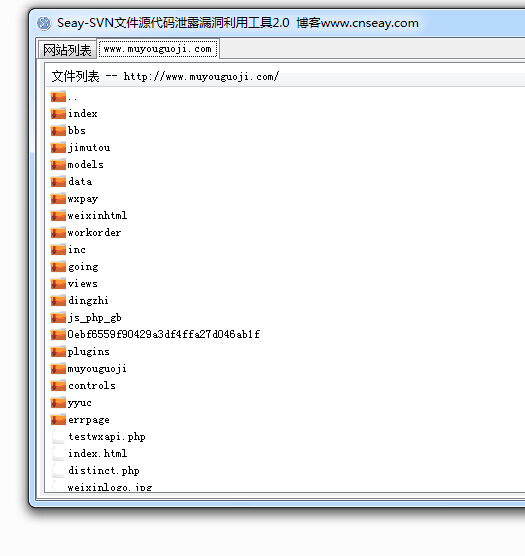 Seay-SVN文件源代码泄露漏洞利用工具2.0 博客www.cnseay.com
网站列表 www.muyouguoji.com
文件列表 -- http://www.muyouguoji.com/
..
index
bbs
jimutou
models
data
wxpay
weixinhtml
workorder
inc
going
views
dingzhi
js_php_gb
0ebf6559f90429a3df4ffa27d046ab1f
plugins
muyouguoji
controls
yyuc
errpage
testwxapi.php
index.html
distinct.php
weixinlogo.jpg